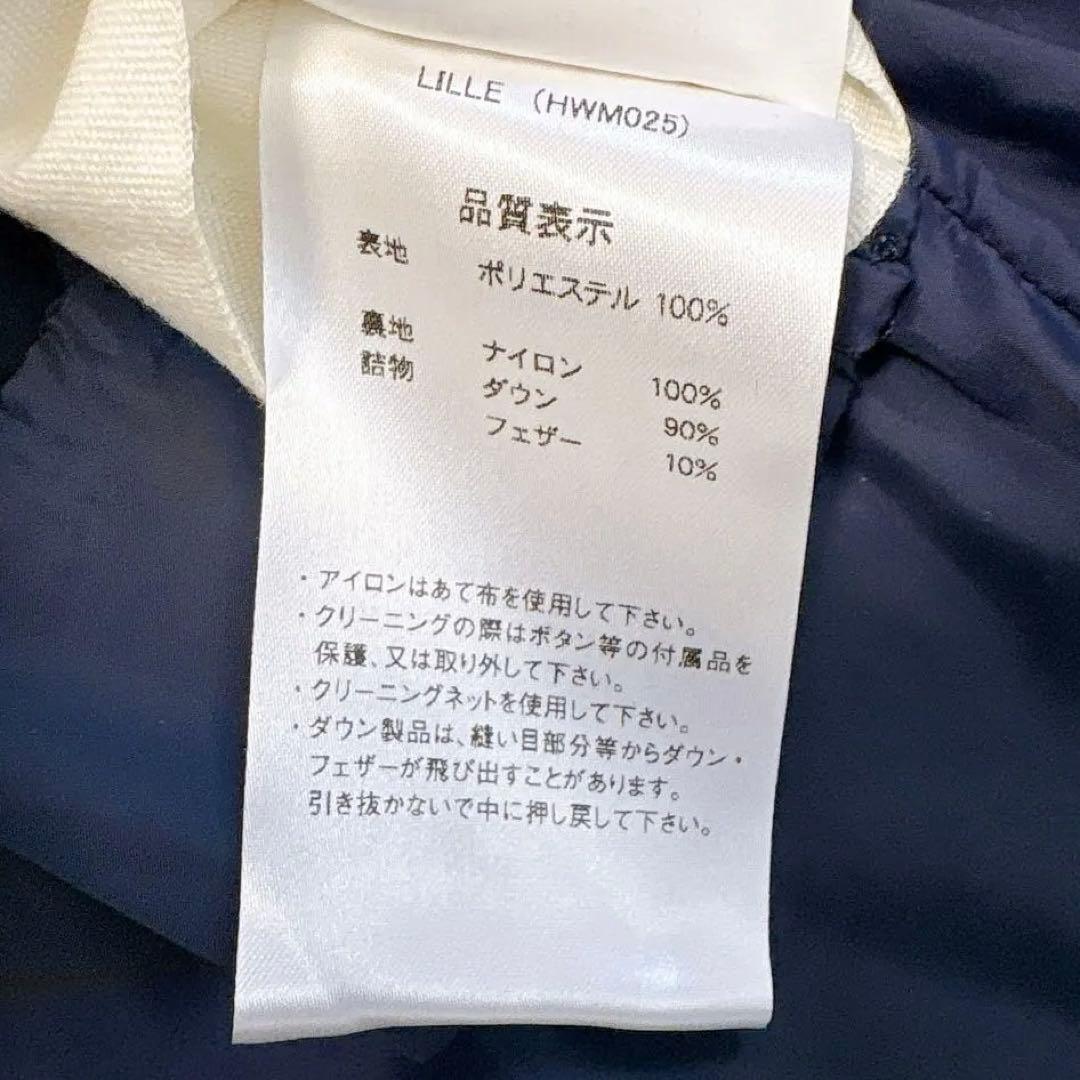 LILLE (HWM025)
品質表示
表地 ポリエステル 100%
裏地 ナイロン 100%
詰物 ダウン 90%
フェザー 10%
・アイロンはあて布を使用して下さい。
・クリーニングの際はボタン等の付属品を
保護、又は取り外して下さい。
・クリーニングネットを使用して下さい。
・ダウン製品は、縫い目部分等からダウン・
フェザーが飛び出すことがあります。
引き抜かないで中に押し戻して下さい。